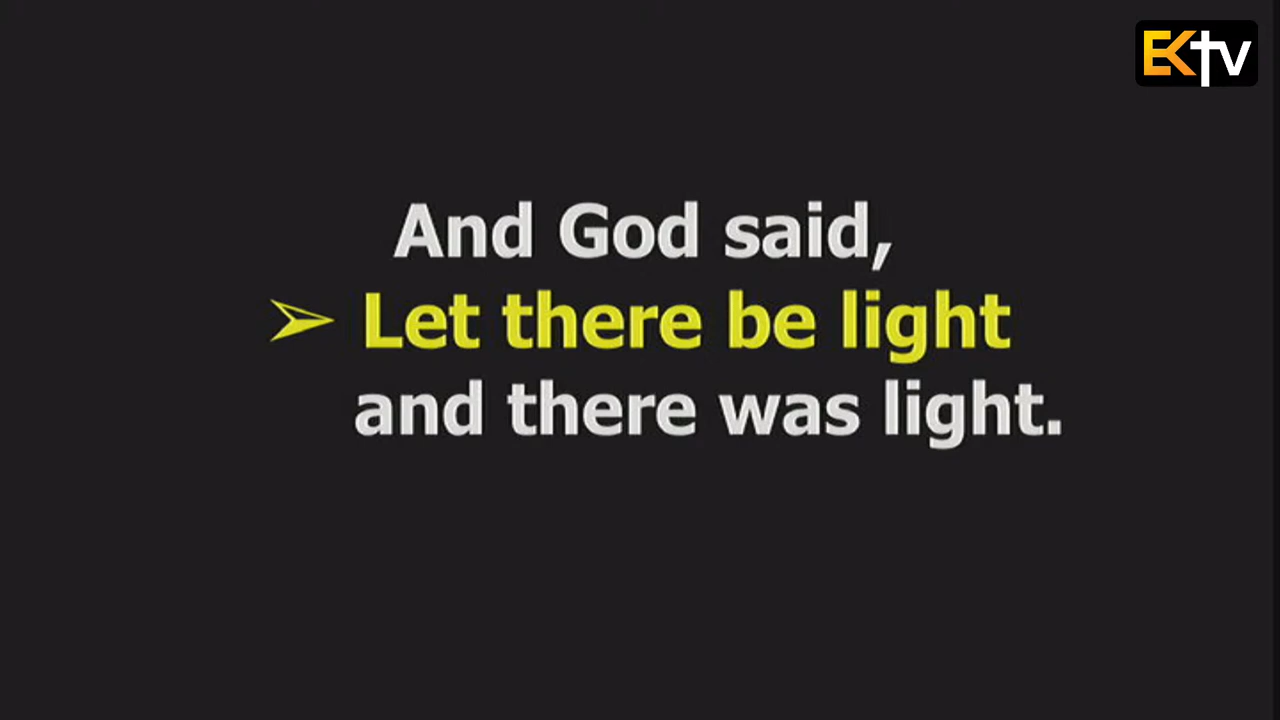 EKtv
And God said,
➢ Let there be light
and there was light.